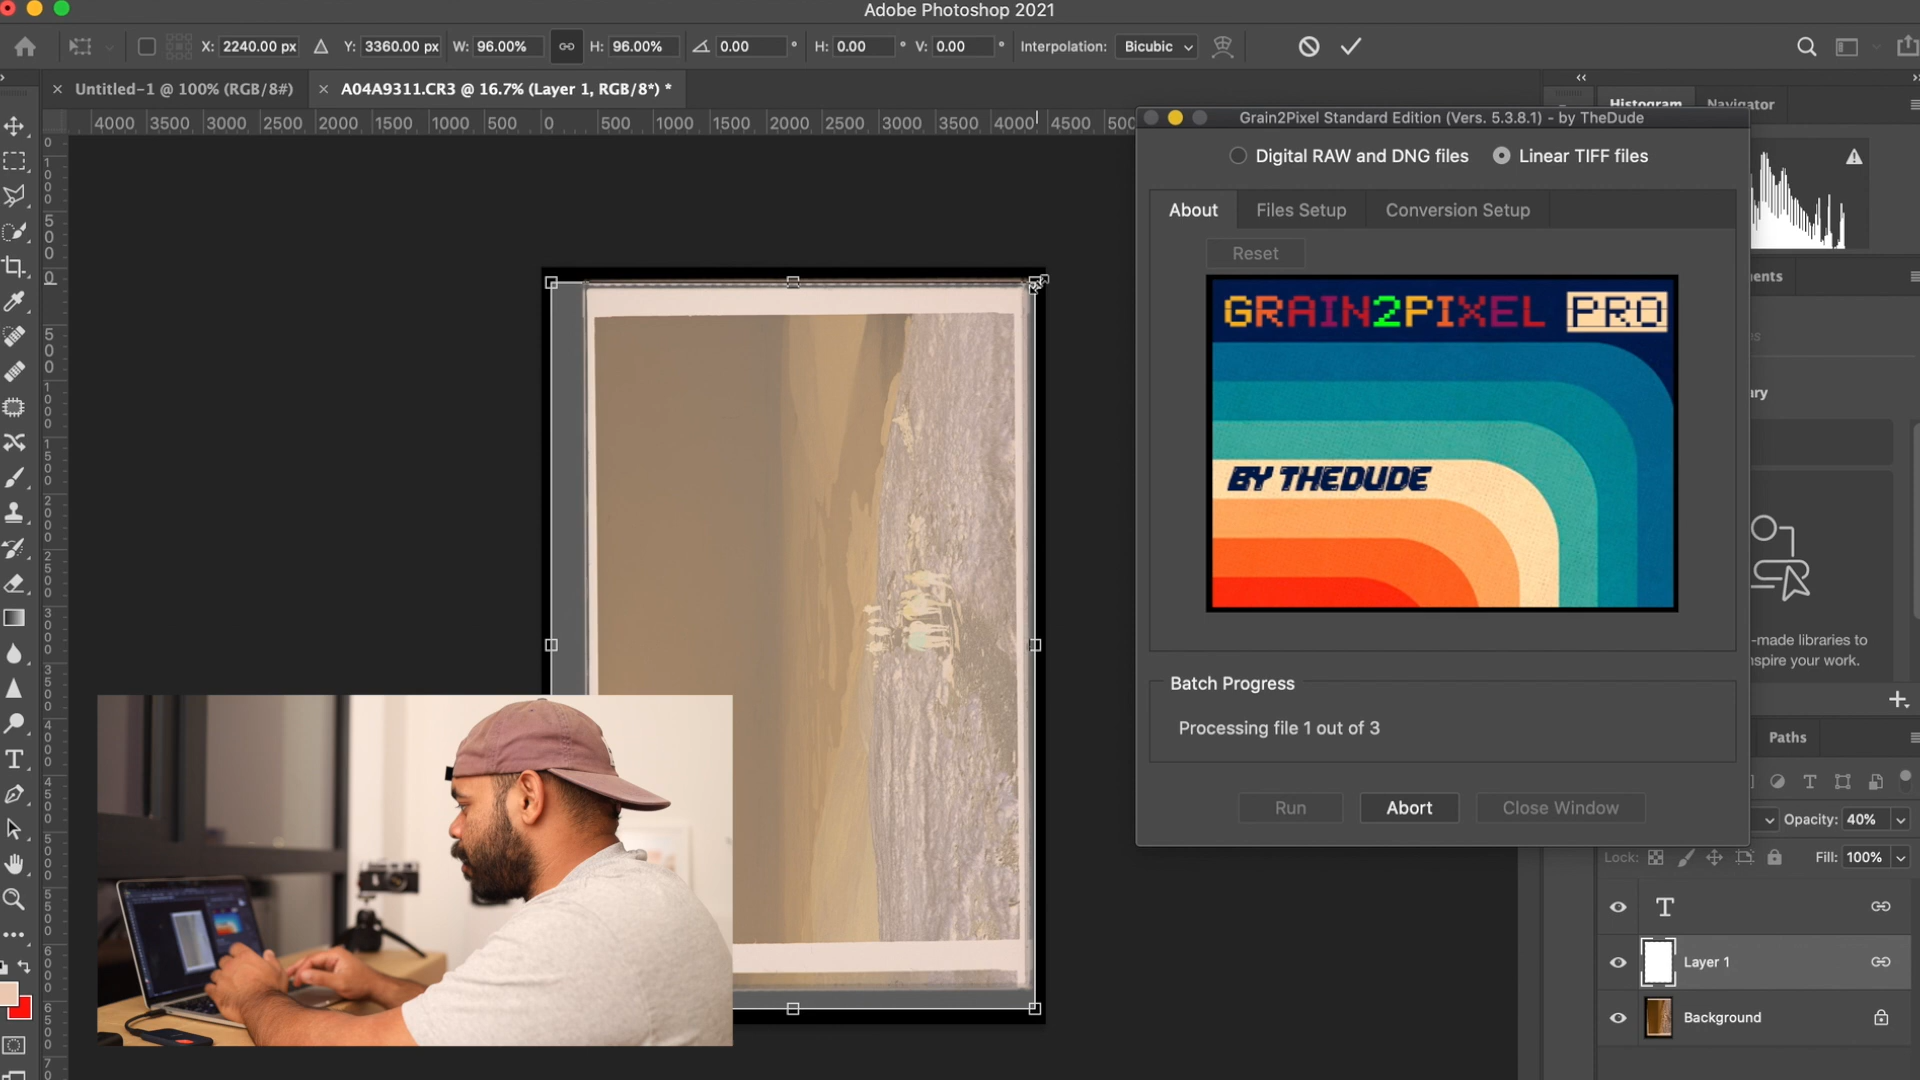 Adobe Photoshop 2021
X: 2240.00 px Y: 3360.00 px W: 96.00% H: 96.00% 0.00 ° H: 0.00 ° V: 0.00 ° Interpolation: Bicubic
Untitled-1 @ 100% (RGB/8#)
A04A9311.CR3 @ 16.7% (Layer 1, RGB/8*) *
Histogram Navigator
4000 3500 3000 2500 2000 1500 1000 500 0 500 1000 1500 2000 2500 3000 3500 4000 4500 500
Grain2Pixel Standard Edition (Vers. 5.3.8.1) - by TheDude
Digital RAW and DNG files Linear TIFF files
About Files Setup Conversion Setup
Reset
GRAIN2PIXEL PRO
BY THEDUDE
-made libraries to
nspire your work.
Batch Progress
Processing file 1 out of 3
Paths
Run Abort Close Window
Opacity: 40%
Lock: Fill: 100%
T
Layer 1
Background